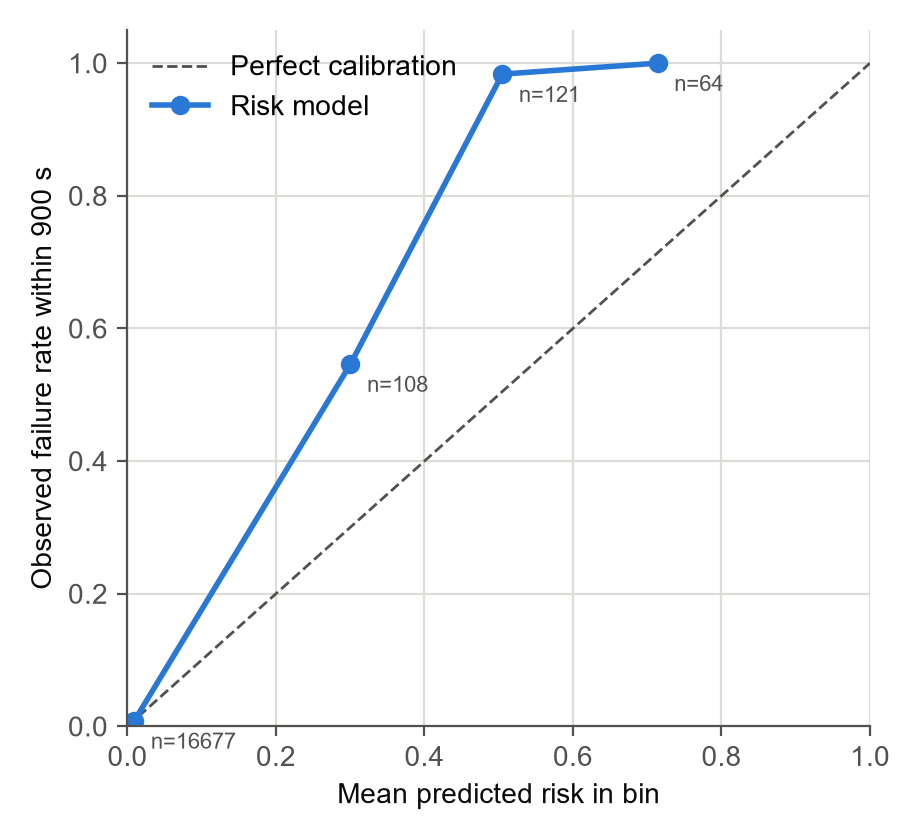 Perfect calibration
Risk model
n=64
n=121
n=108
n=16677
1.0
0.8
0.6
0.4
0.2
0.0
0.0 0.2 0.4 0.6 0.8 1.0
Mean predicted risk in bin
Observed failure rate within 900 s